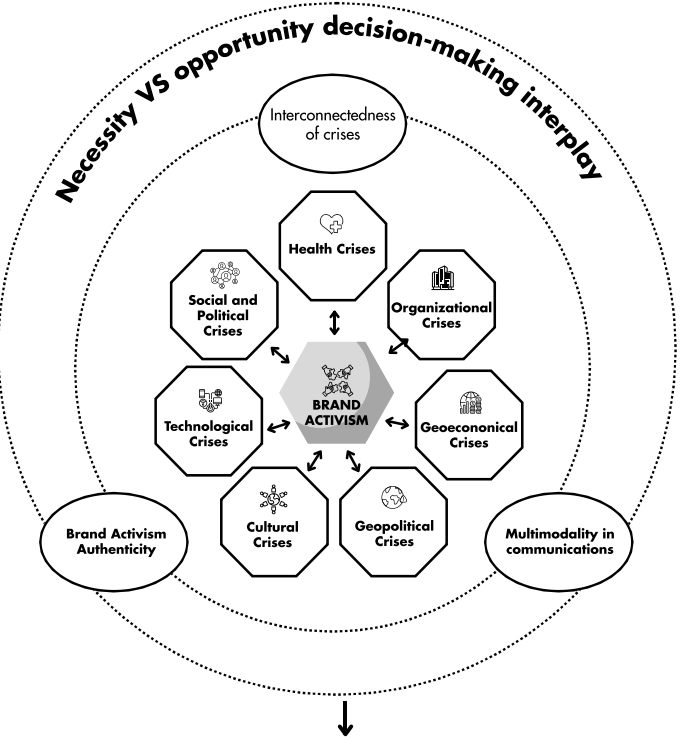 Necessity VS opportunity decision-making interplay
Interconnectedness
of crises
Health Crises
Social and
Political
Crises
Organizational
Crises
BRAND
ACTIVISM
Technological
Crises
Geoecononical
Crises
Cultural
Crises
Geopolitical
Crises
Brand Activism
Authenticity
Multimodality in
communications